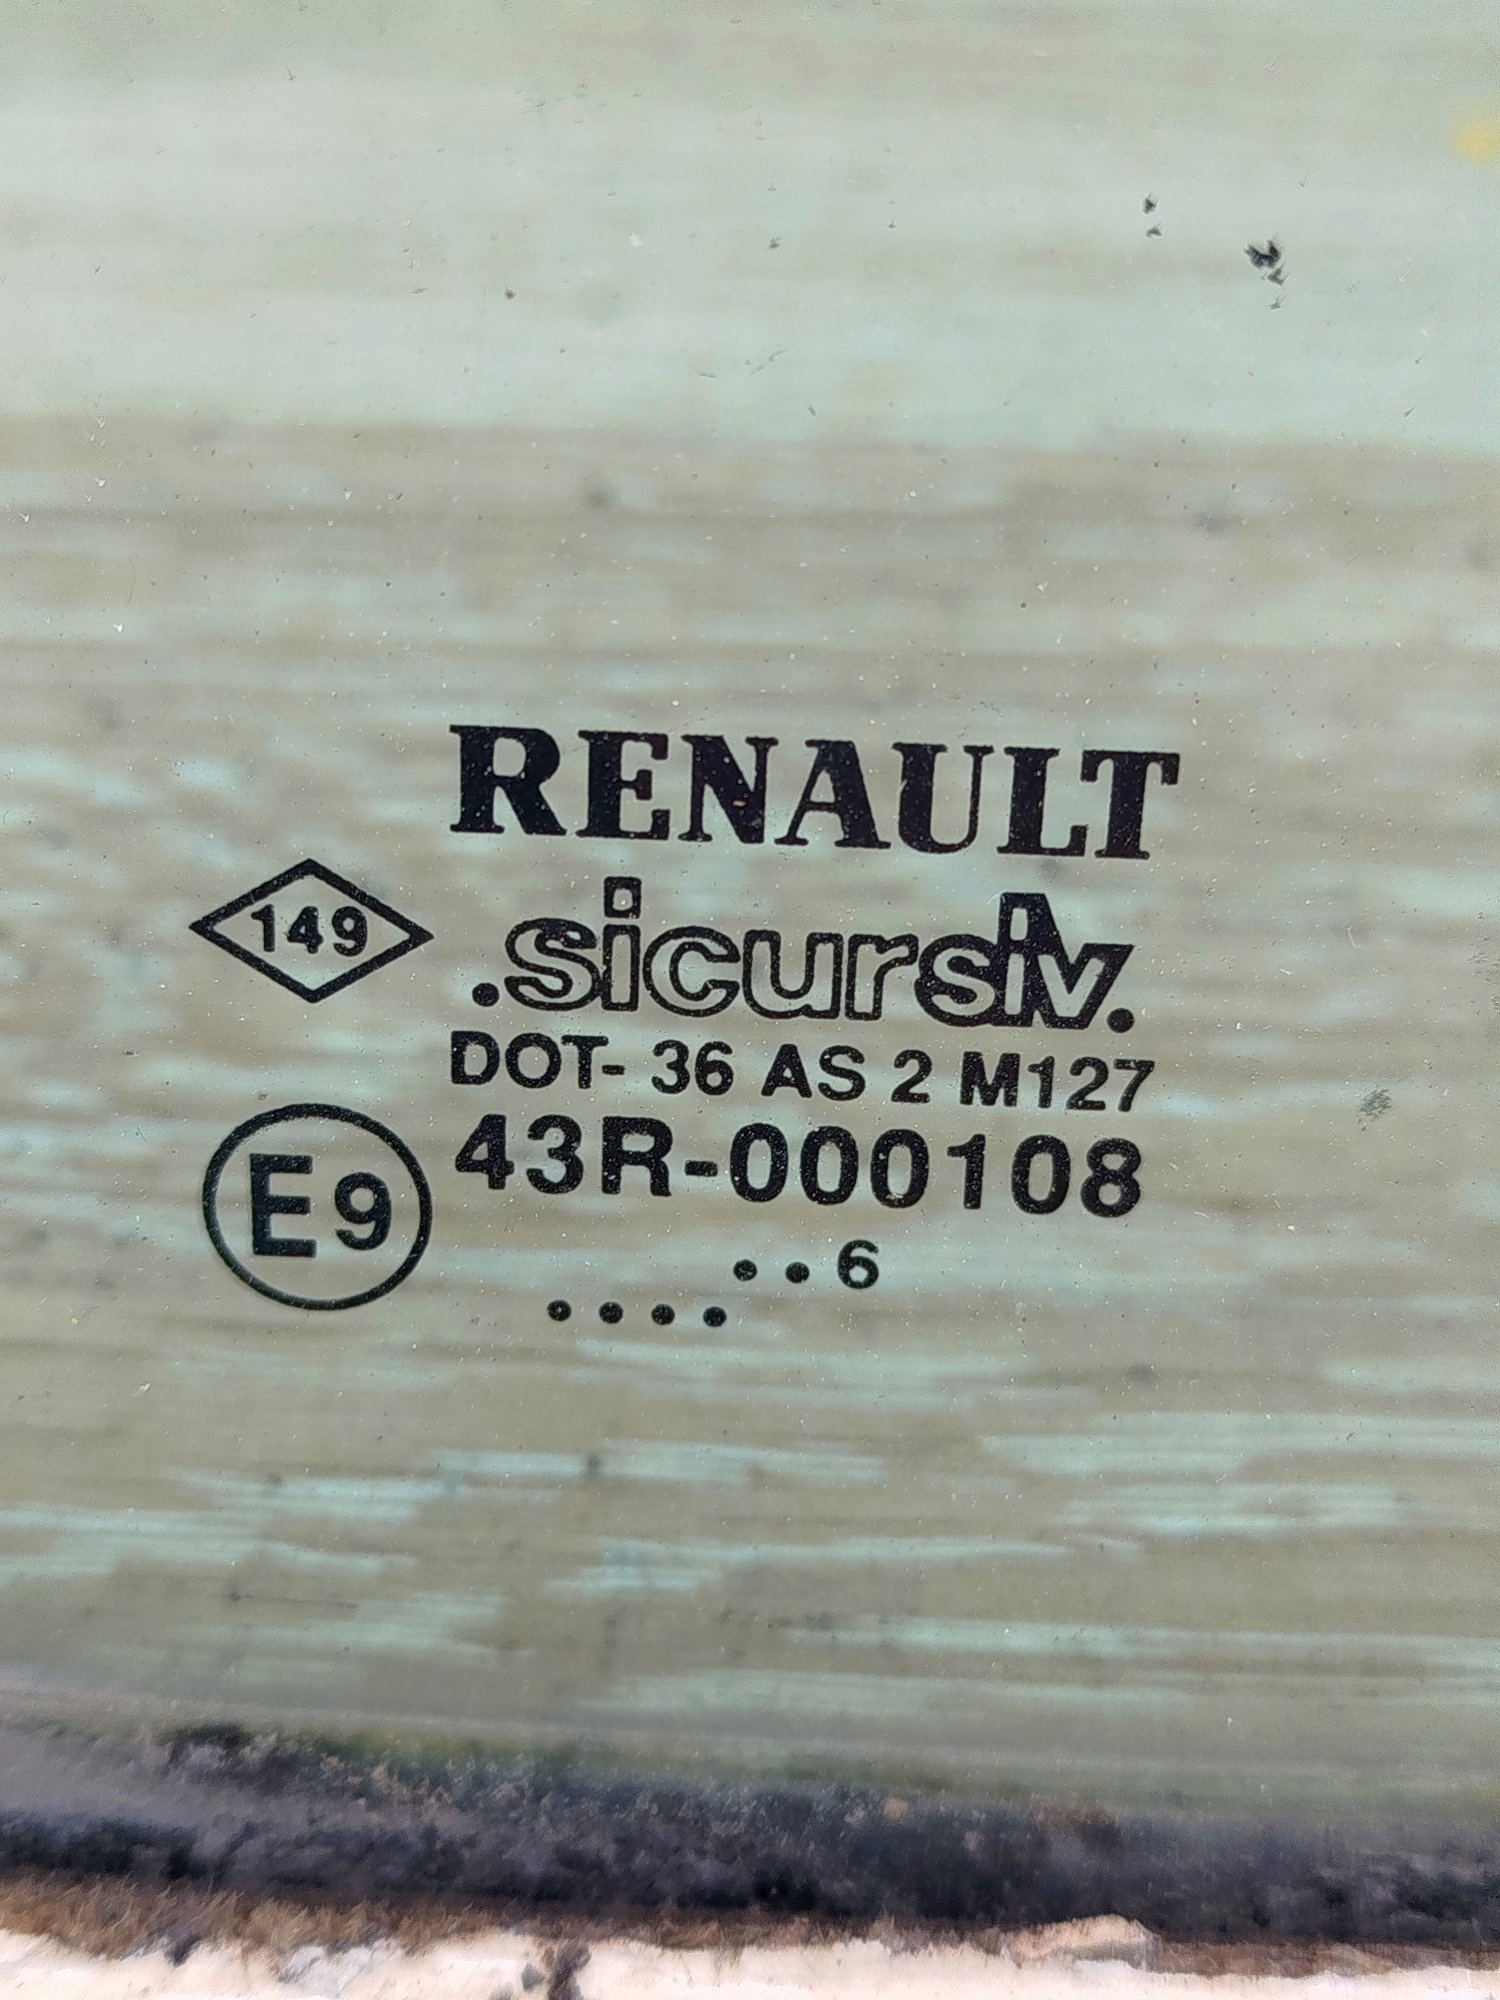 RENAULT
149
.sicursiv.
DOT- 36 AS 2 M127
E9
43R-000108
..6
....